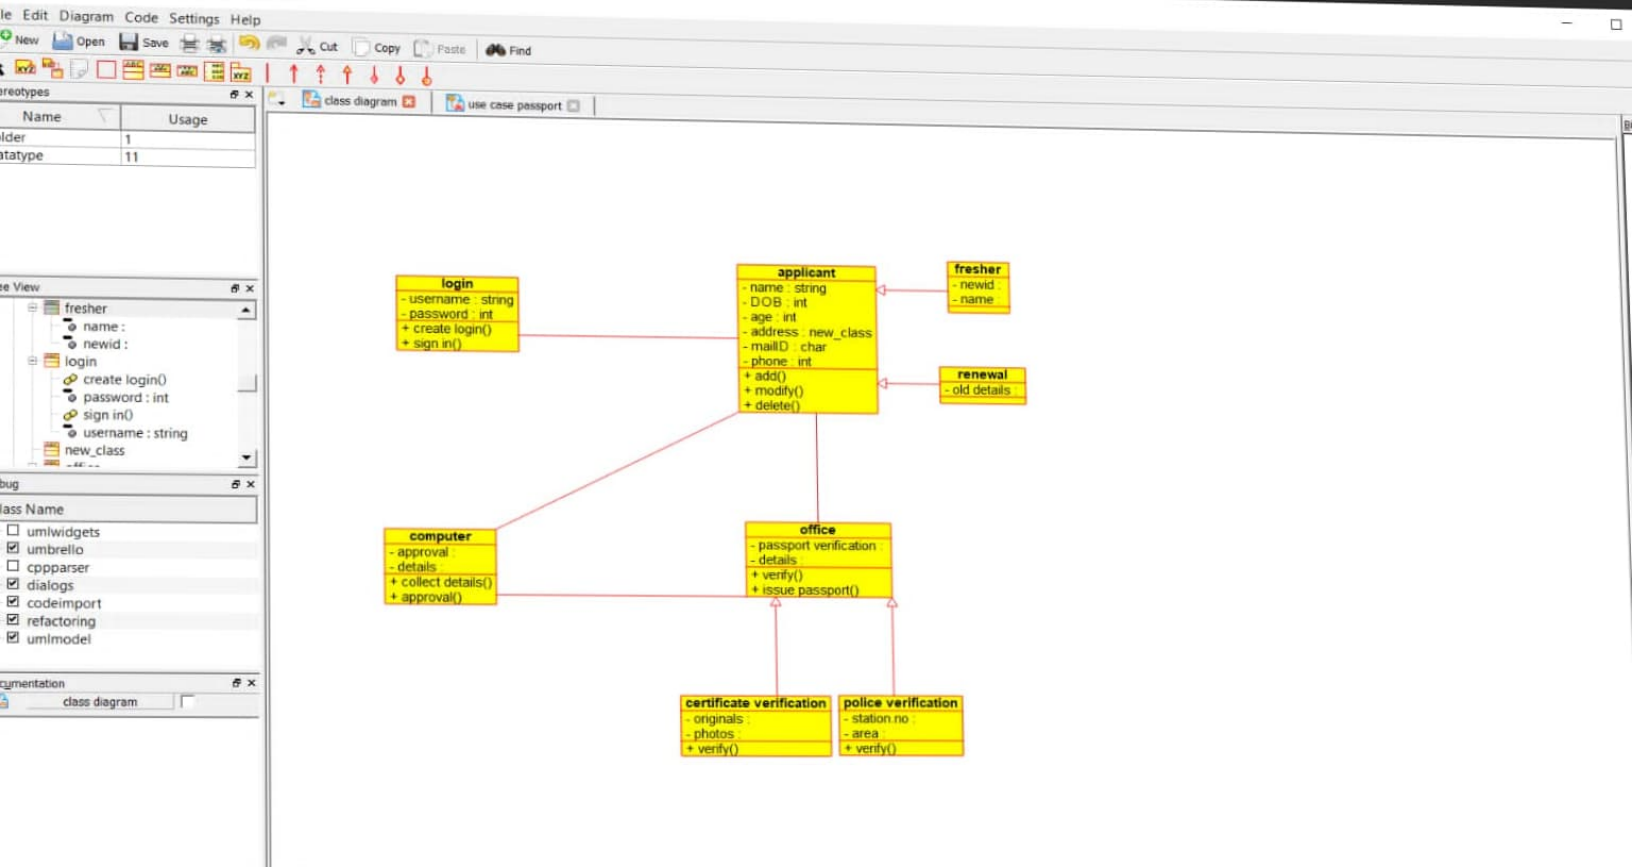 le Edit Diagram Code Settings Help
New Open Save Cut Copy Paste Find
ereotypes
Name Usage
lder 1
atatype 11
ee View
fresher
name :
newid :
login
create login()
password : int
sign in()
username : string
new_class
bug
lass Name
umlwidgets
umbrello
cppparser
dialogs
codeimport
refactoring
umlmodel
cumentation
class diagram
class diagram use case passport
login
- username : string
- password : int
+ create login()
+ sign in()
applicant
- name : string
- DOB : int
- age : int
- address : new_class
- mailID : char
- phone : int
+ add()
+ modify()
+ delete()
fresher
- newid :
- name :
renewal
- old details :
computer
- approval :
- details :
+ collect details()
+ approval()
office
- passport verification :
- details :
+ verify()
+ issue passport()
certificate verification
- originals :
- photos :
+ verify()
police verification
- station no :
- area :
+ verify()